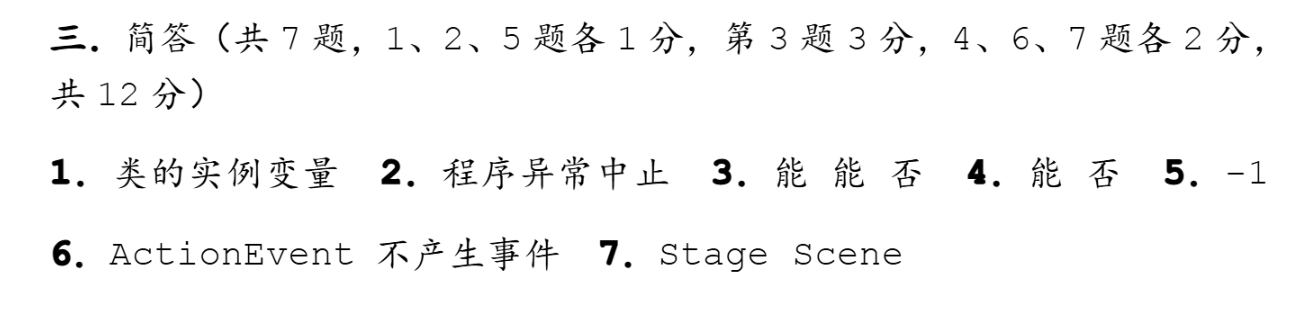 三. 简答（共 7 题，1、2、5 题各 1 分，第 3 题 3 分，4、6、7 题各 2 分，
共 12 分）
1. 类的实例变量 2. 程序异常中止 3. 能 能 否 4. 能 否 5. -1
6. ActionEvent 不产生事件 7. Stage Scene